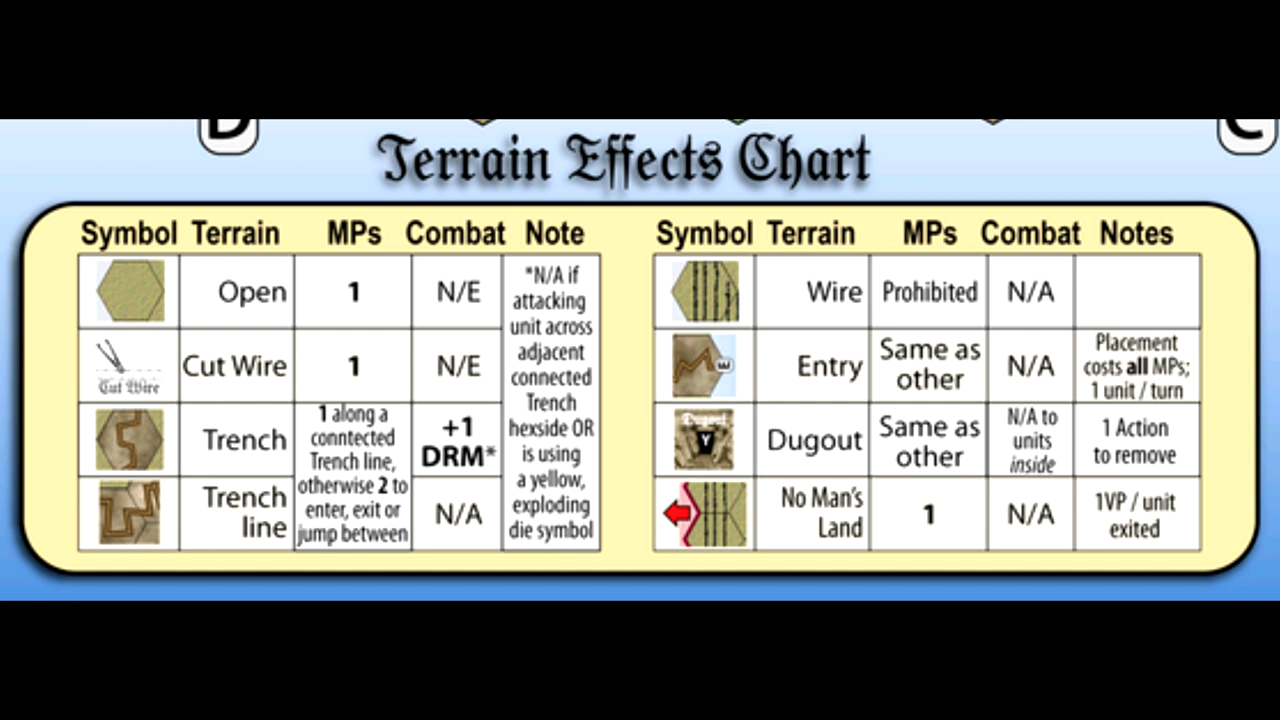 D
C
Terrain Effects Chart
Symbol Terrain MPs Combat Note
Open 1 N/E
Cut Wire
Cut Wire 1 N/E
Trench
1 along a
conntected
Trench line,
otherwise 2 to
enter, exit or
jump between
+1
DRM*
Trench
line
N/A
*N/A if
attacking
unit across
adjacent
connected
Trench
hexside OR
is using
a yellow,
exploding
die symbol
Symbol Terrain MPs Combat Notes
Wire Prohibited N/A
Entry
Same as
other
N/A
Placement
costs all MPs;
1 unit / turn
Dugout
Y
Dugout
Same as
other
N/A to
units
inside
1 Action
to remove
No Man's
Land
1
N/A
1VP / unit
exited